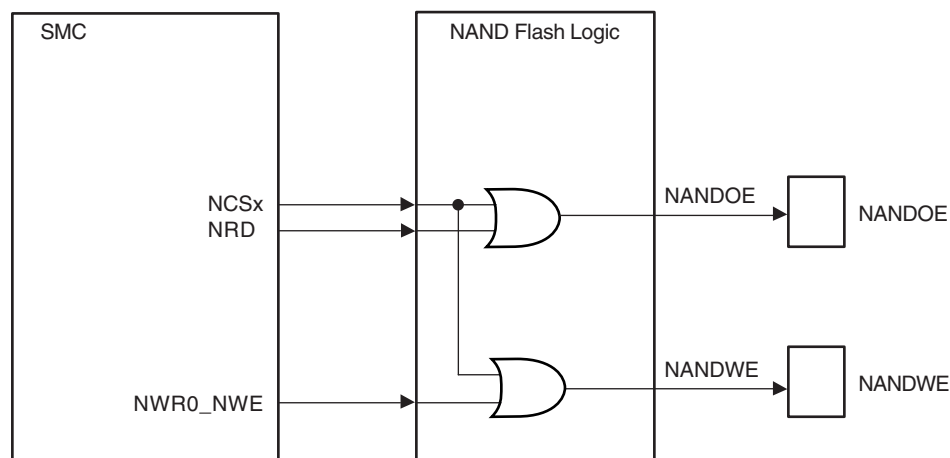 SMC
NAND Flash Logic
NCSx
NRD
NANDOE
NANDOE
NWR0_NWE
NANDWE
NANDWE